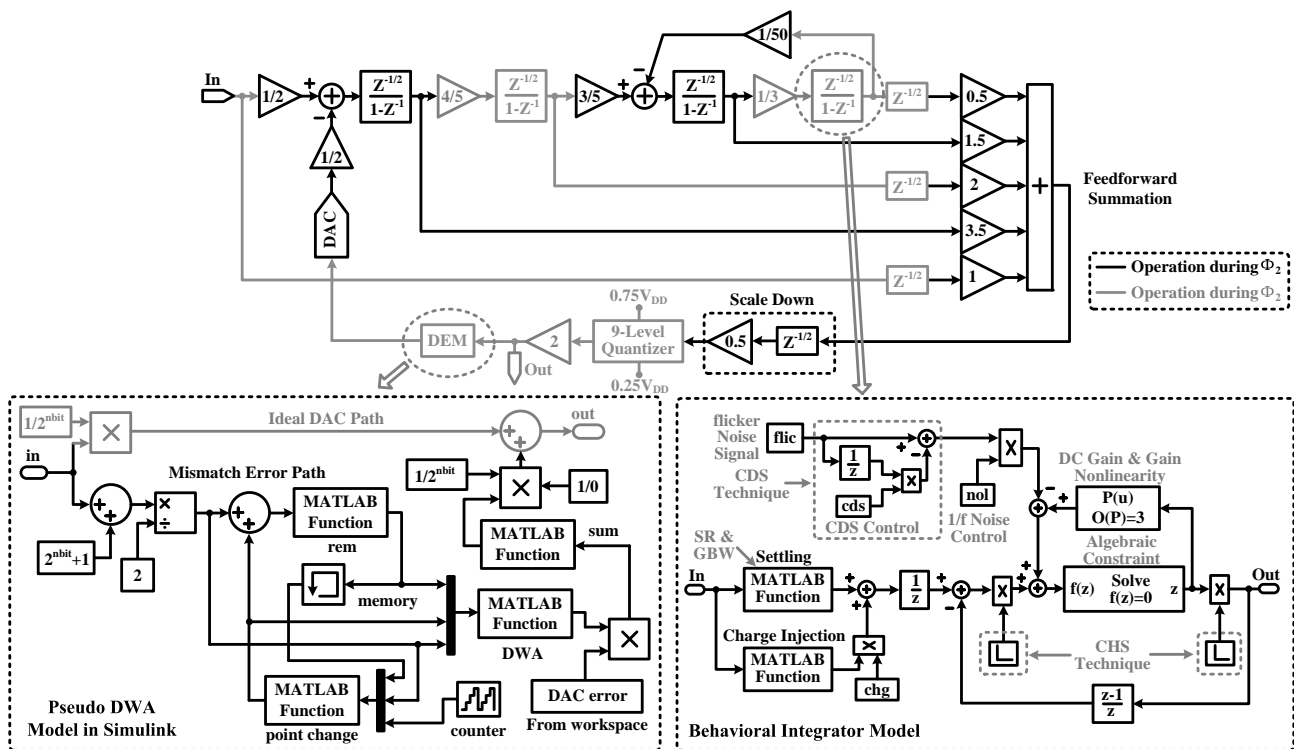 1/50
In
1/2
+
−
+
Z-1/2
1-Z-1
4/5
Z-1/2
1-Z-1
3/5
+
−
+
Z-1/2
1-Z-1
1/3
Z-1/2
1-Z-1
Z-1/2
0.5
1.5
1/2
Z-1/2
2
+
Feedforward
Summation
DAC
3.5
Z-1/2
1
Operation during Φ2
Operation during Φ2
0.75VDD
Scale Down
DEM
2
9-Level
Quantizer
0.5
Z-1/2
Out
0.25VDD
1/2nbit
×
Ideal DAC Path
+
+
out
in
Mismatch Error Path
1/2nbit
×
1/0
+
+
×
÷
+
+
MATLAB
Function
rem
2nbit+1
2
MATLAB
Function
sum
memory
MATLAB
Function
DWA
×
MATLAB
Function
point change
counter
DAC error
From workspace
Pseudo DWA
Model in Simulink
flicker
Noise
Signal
flic
+
−
+
1
z
X
cds
CDS
Technique
CDS Control
X
nol
1/f Noise
Control
DC Gain & Gain
Nonlinearity
P(u)
O(P)=3
−
+
+
Algebraic
Constraint
SR &
GBW
Settling
In
MATLAB
Function
+
+
+
1
z
+
+
−
X
+
+
+
f(z)
Solve
f(z)=0
z
X
Out
Charge Injection
MATLAB
Function
X
chg
CHS
Technique
z-1
z
Behavioral Integrator Model